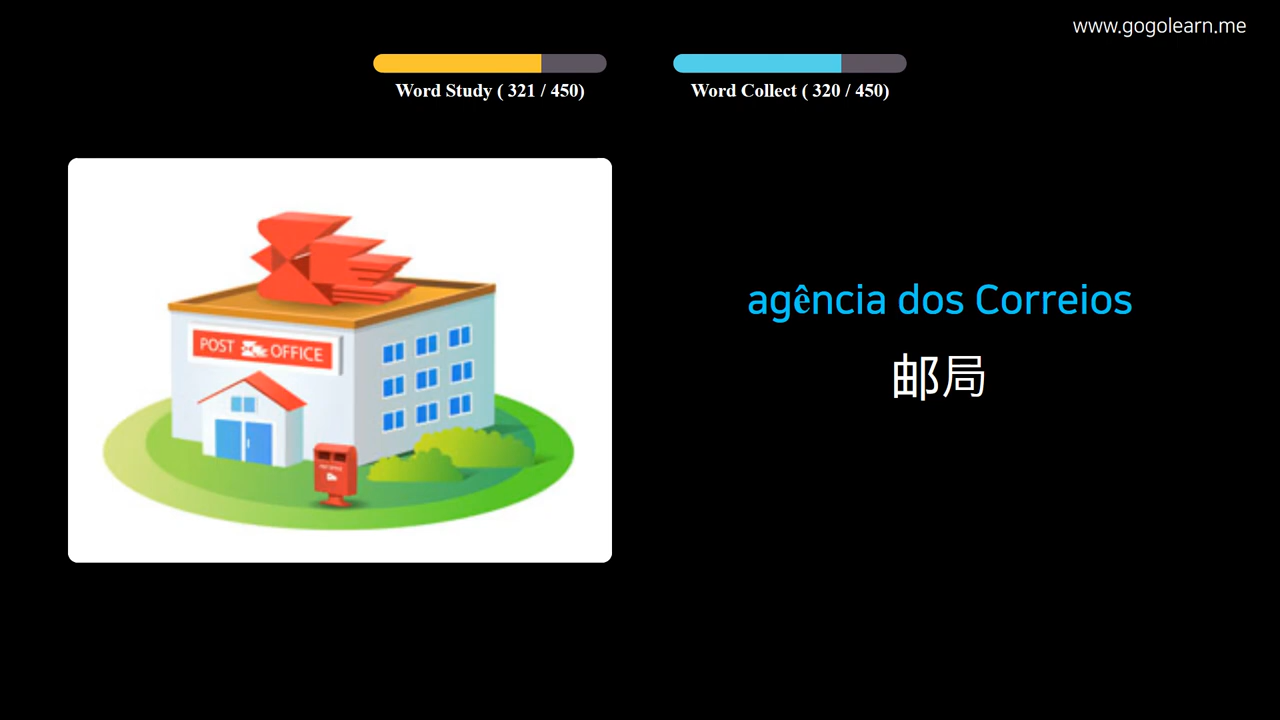 www.gogolearn.me
Word Study ( 321 / 450)
Word Collect ( 320 / 450)
POST OFFICE
agência dos Correios
邮局